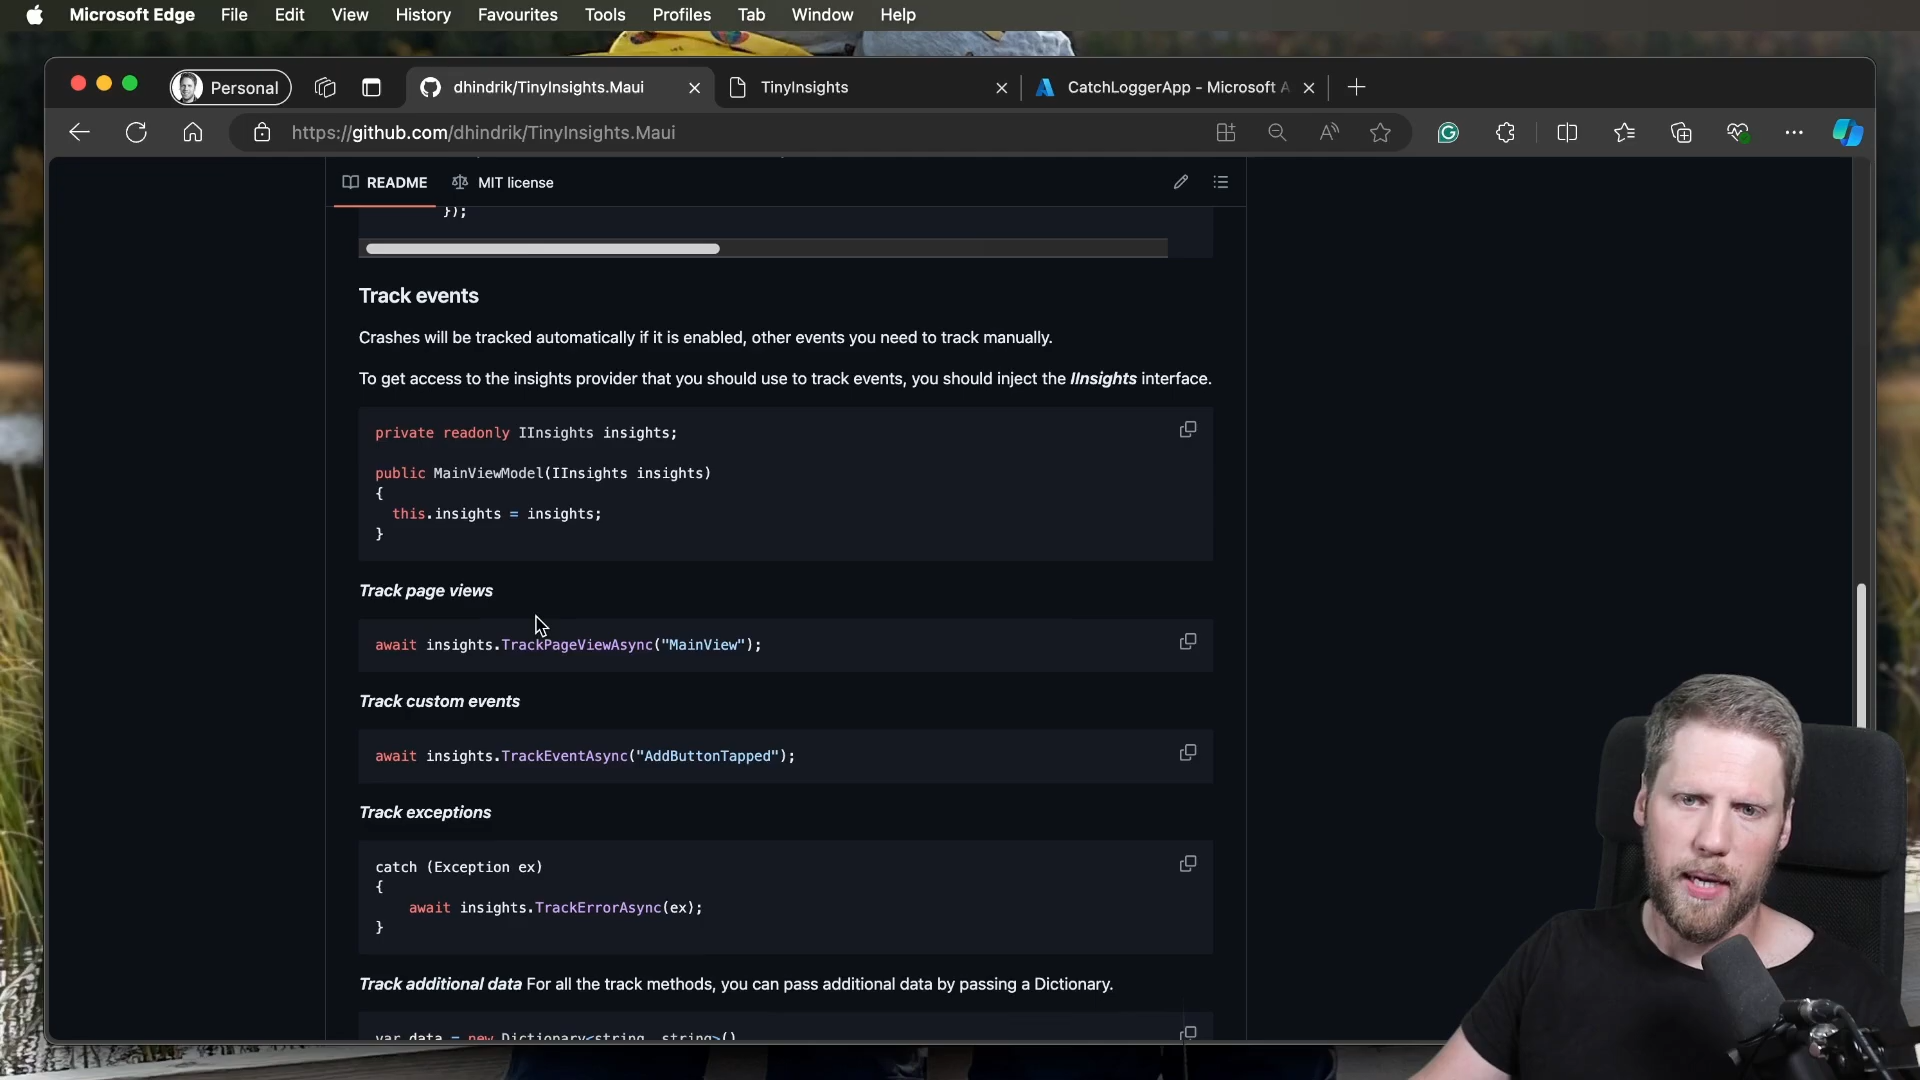 Microsoft Edge File Edit View History Favourites Tools Profiles Tab Window Help
Personal dhindrik/TinyInsights.Maui TinyInsights CatchLoggerApp - Microsoft A
https://github.com/dhindrik/TinyInsights.Maui
README MIT license
});
Track events
Crashes will be tracked automatically if it is enabled, other events you need to track manually.
To get access to the insights provider that you should use to track events, you should inject the IInsights interface.
private readonly IInsights insights;
public MainViewModel(IInsights insights)
{
this.insights = insights;
}
Track page views
await insights.TrackPageViewAsync("MainView");
Track custom events
await insights.TrackEventAsync("AddButtonTapped");
Track exceptions
catch (Exception ex)
{
await insights.TrackErrorAsync(ex);
}
Track additional data For all the track methods, you can pass additional data by passing a Dictionary.
var data = new Dictionary<string, string>()